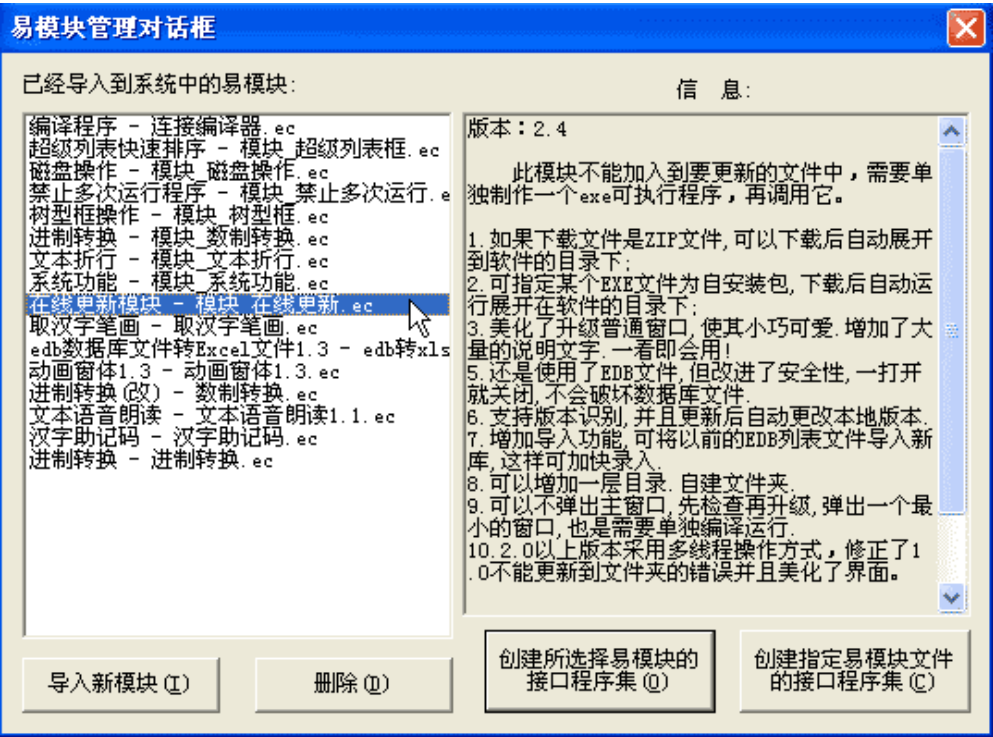 易模块管理对话框
已经导入到系统中的易模块:
编译程序 - 连接编译器.ec
超级列表快速排序 - 模块_超级列表框.ec
磁盘操作 - 模块_磁盘操作.ec
禁止多次运行程序 - 模块_禁止多次运行.e
树型框操作 - 模块_树型框.ec
进制转换 - 模块_数制转换.ec
文本折行 - 模块_文本折行.ec
系统功能 - 模块_系统功能.ec
在线更新模块 - 模块_在线更新.ec
取汉字笔画 - 取汉字笔画.ec
edb数据库文件转Excel文件1.3 - edb转xls
动画窗体1.3 - 动画窗体1.3.ec
进制转换(改) - 数制转换.ec
文本语音朗读 - 文本语音朗读1.1.ec
汉字助记码 - 汉字助记码.ec
进制转换 - 进制转换.ec
信 息:
版本：2.4
此模块不能加入到要更新的文件中，需要单
独制作一个exe可执行程序，再调用它。
1.如果下载文件是ZIP文件,可以下载后自动展开
到软件的目录下;
2.可指定某个EXE文件为自安装包,下载后自动运
行展开在软件的目录下;
3.美化了升级普通窗口,使其小巧可爱.增加了大
量的说明文字.一看即会用!
5.还是使用了EDB文件,但改进了安全性,一打开
就关闭,不会破坏数据库文件.
6.支持版本识别,并且更新后自动更改本地版本.
7.增加导入功能,可将以前的EDB列表文件导入新
库,这样可加快录入.
8.可以增加一层目录.自建文件夹.
9.可以不弹出主窗口,先检查再升级,弹出一个最
小的窗口,也是需要单独编译运行.
10.2.0以上版本采用多线程操作方式，修正了1
.0不能更新到文件夹的错误并且美化了界面。
导入新模块(I)
删除(D)
创建所选择易模块的
接口程序集(O)
创建指定易模块文件
的接口程序集(C)